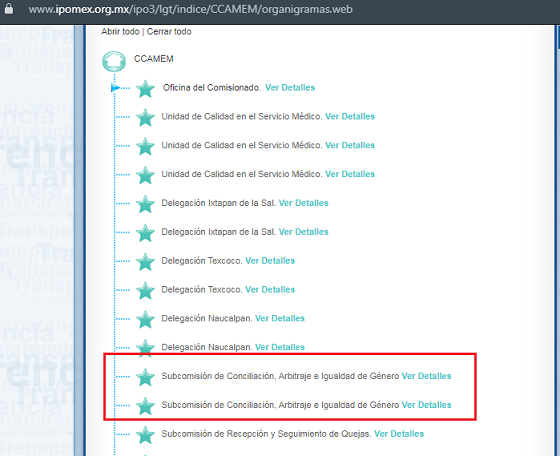 www.ipomex.org.mx/ipo3/lgt/indice/CCAMEM/organigramas.web
Abrir todo | Cerrar todo
CCAMEM
Oficina del Comisionado. Ver Detalles
Unidad de Calidad en el Servicio Médico. Ver Detalles
Unidad de Calidad en el Servicio Médico. Ver Detalles
Unidad de Calidad en el Servicio Médico. Ver Detalles
Delegación Ixtapan de la Sal. Ver Detalles
Delegación Ixtapan de la Sal. Ver Detalles
Delegación Texcoco. Ver Detalles
Delegación Texcoco. Ver Detalles
Delegación Naucalpan. Ver Detalles
Delegación Naucalpan. Ver Detalles
Subcomisión de Conciliación, Arbitraje e Igualdad de Género Ver Detalles
Subcomisión de Conciliación, Arbitraje e Igualdad de Género Ver Detalles
Subcomisión de Recepción y Seguimiento de Quejas. Ver Detalles